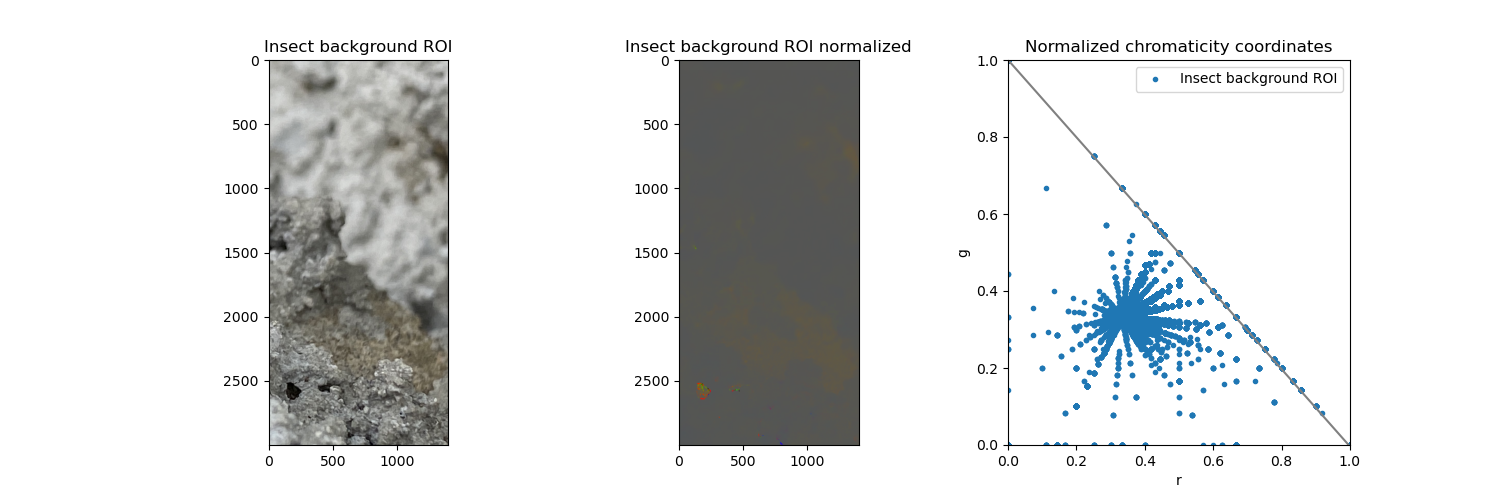 Insect background ROI
0
500
1000
1500
2000
2500
0 500 1000
Insect background ROI normalized
0
500
1000
1500
2000
2500
0 500 1000
Normalized chromaticity coordinates
Insect background ROI
1.0
0.8
0.6
0.4
0.2
0.0
g
0.0 0.2 0.4 0.6 0.8 1.0
r